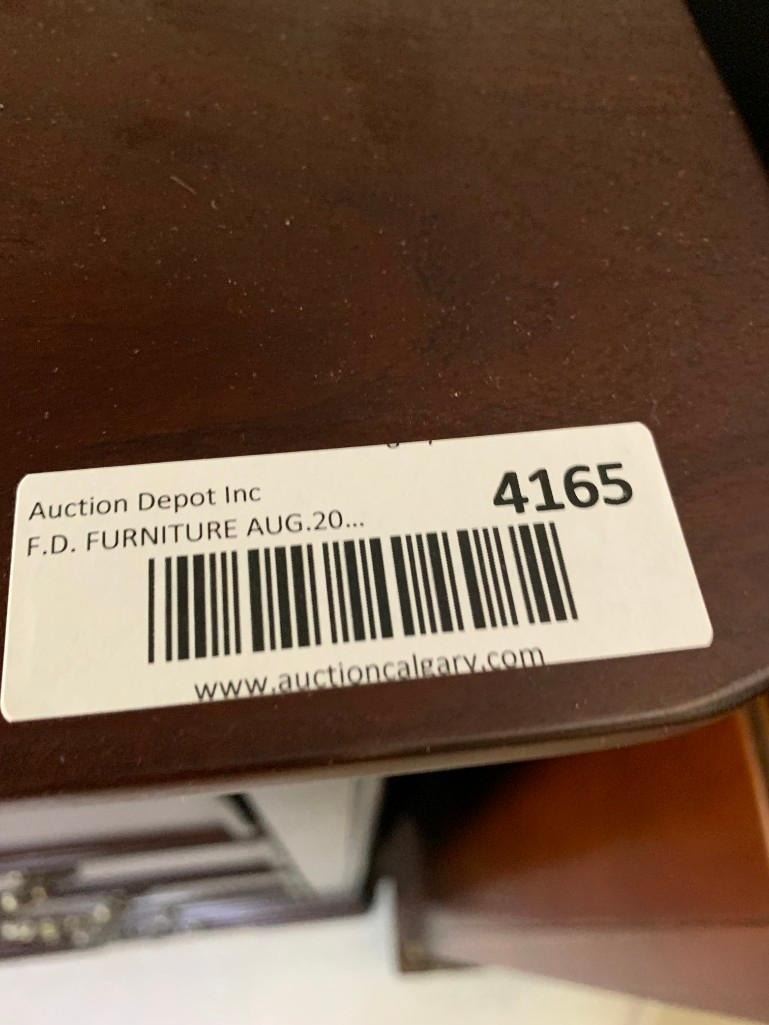 Auction Depot Inc
4165
F.D. FURNITURE AUG.20...
www.auctioncalgary.com